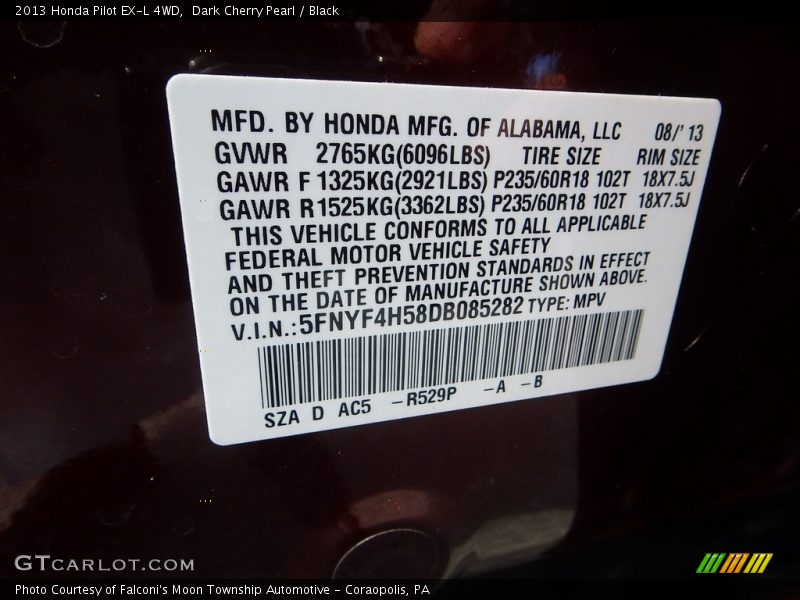 2013 Honda Pilot EX-L 4WD, Dark Cherry Pearl / Black
MFD. BY HONDA MFG. OF ALABAMA, LLC 08/'13
GVWR 2765KG(6096LBS) TIRE SIZE RIM SIZE
GAWR F 1325KG(2921LBS) P235/60R18 102T 18X7.5J
GAWR R1525KG(3362LBS) P235/60R18 102T 18X7.5J
THIS VEHICLE CONFORMS TO ALL APPLICABLE
FEDERAL MOTOR VEHICLE SAFETY
AND THEFT PREVENTION STANDARDS IN EFFECT
ON THE DATE OF MANUFACTURE SHOWN ABOVE.
V.I.N.:5FNYF4H58DB085282 TYPE: MPV
SZA D AC5 -R529P -A -B
GTCARLOT.COM
Photo Courtesy of Falconi's Moon Township Automotive - Coraopolis, PA